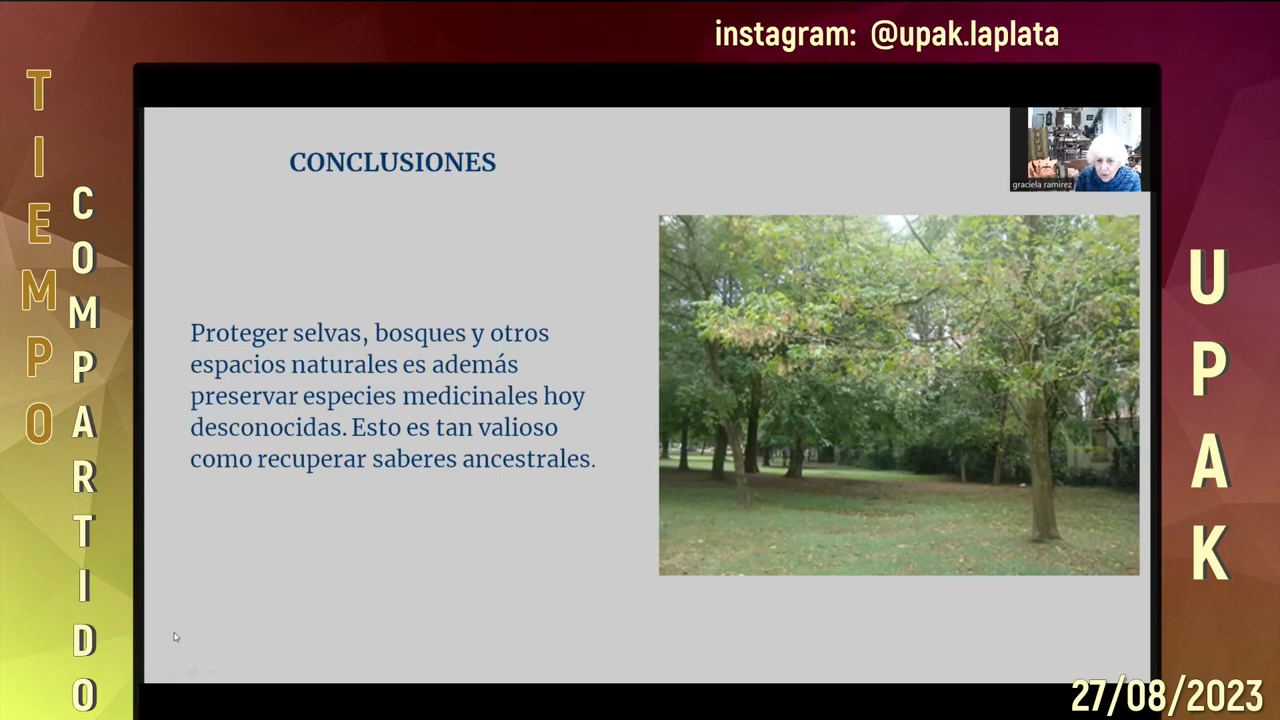 instagram: @upak.laplata
TIEMPO
COMPARTIDO
CONCLUSIONES
graciela ramirez
Proteger selvas, bosques y otros
espacios naturales es además
preservar especies medicinales hoy
desconocidas. Esto es tan valioso
como recuperar saberes ancestrales.
UPAK
27/08/2023